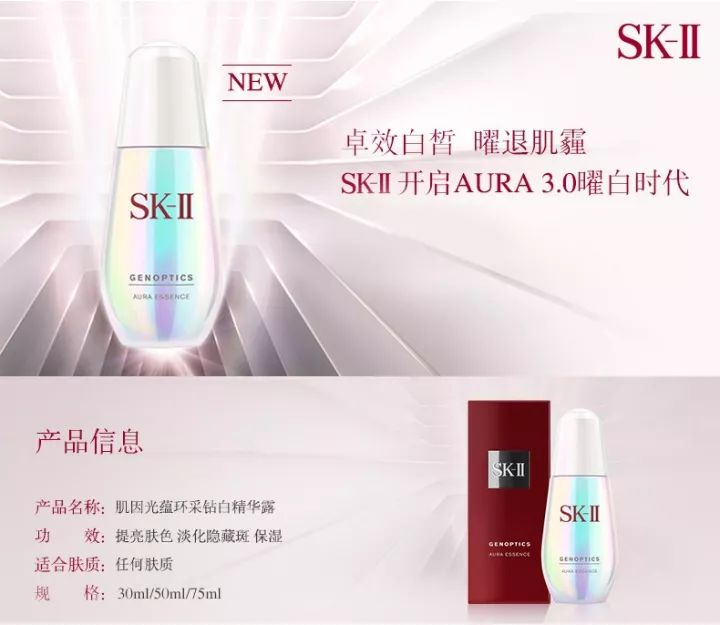 SK-II
NEW
卓效白皙 曜退肌霾
SK-II 开启AURA 3.0曜白时代
SK-II
GENOPTICS
AURA ESSENCE
产品信息
产品名称：肌因光蕴环采钻白精华露
功 效：提亮肤色 淡化隐藏斑 保湿
适合肤质：任何肤质
规 格：30ml/50ml/75ml
SK-II
GENOPTICS
AURA ESSENCE
SK-II
GENOPTICS
AURA ESSENCE